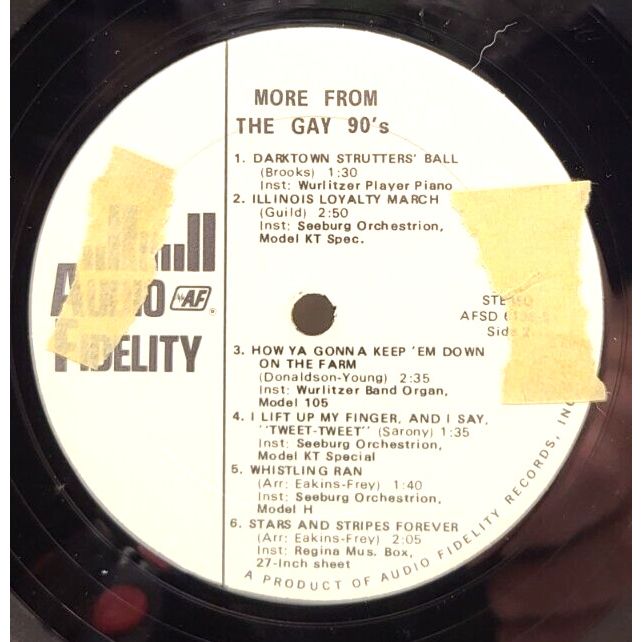 MORE FROM
THE GAY 90's
1. DARKTOWN STRUTTERS' BALL
(Brooks) 1:30
Inst: Wurlitzer Player Piano
2. ILLINOIS LOYALTY MARCH
(Guild) 2:50
Inst: Seeburg Orchestrion,
Model KT Spec.
AUDIO AF
FIDELITY
STEREO
AFSD
Side 2
3. HOW YA GONNA KEEP 'EM DOWN
ON THE FARM
(Donaldson-Young) 2:35
Inst: Wurlitzer Band Organ,
Model 105
4. I LIFT UP MY FINGER, AND I SAY,
"TWEET-TWEET" (Sarony) 1:35
Inst: Seeburg Orchestrion,
Model KT Special
5. WHISTLING RAN
(Arr: Eakins-Frey) 1:40
Inst: Seeburg Orchestrion,
Model H
6. STARS AND STRIPES FOREVER
(Arr: Eakins-Frey) 2:05
Inst: Regina Mus. Box,
27-Inch sheet
A PRODUCT OF AUDIO FIDELITY RECORDS, INC